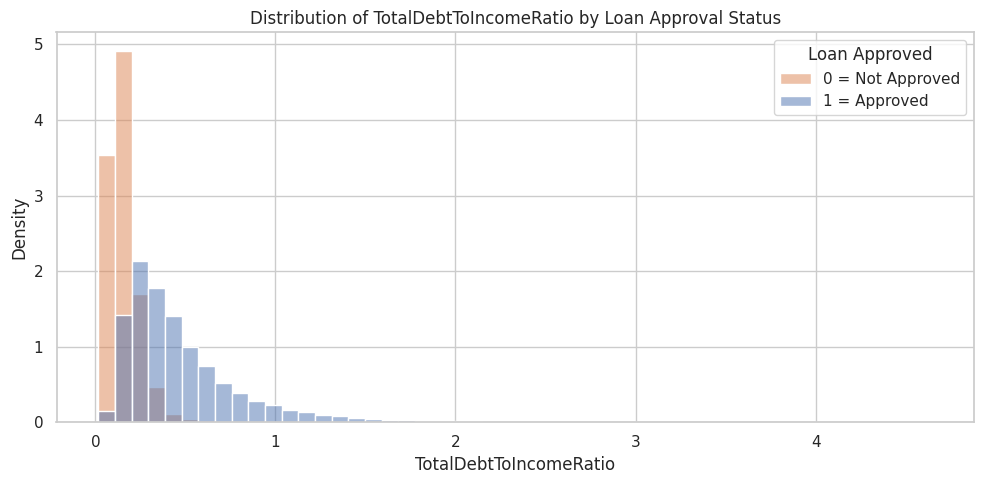 Distribution of TotalDebtToIncomeRatio by Loan Approval Status
Loan Approved
0 = Not Approved
1 = Approved
Density
5
4
3
2
1
0
0 1 2 3 4
TotalDebtToIncomeRatio